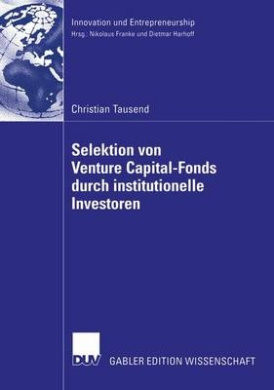 Innovation und Entrepreneurship
Hrsg. Nikolaus Franke und Dietmar Harhoff
Christian Tausend
Selektion von
Venture Capital-Fonds
durch institutionelle
Investoren
DUV
GABLER EDITION WISSENSCHAFT